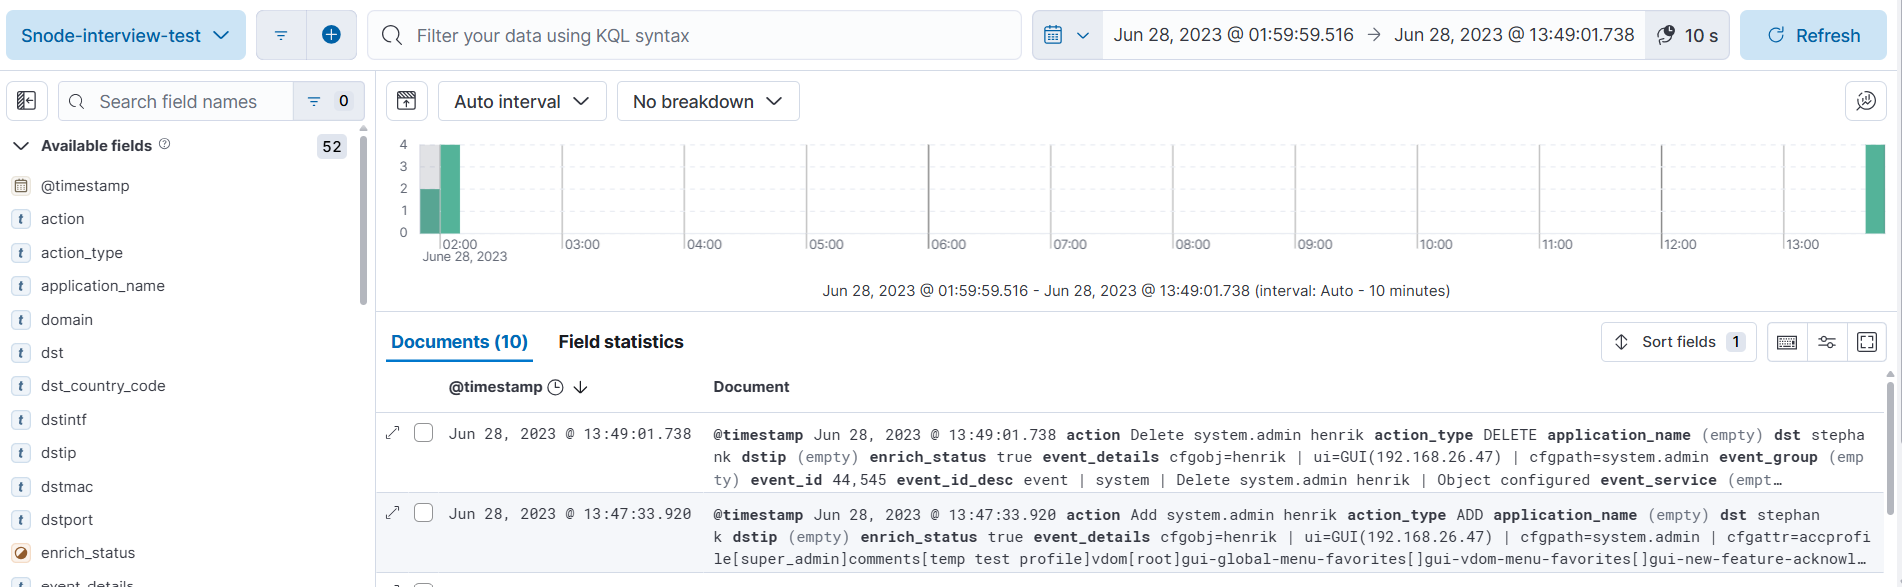 Snode-interview-test
Filter your data using KQL syntax
Jun 28, 2023 @ 01:59:59.516 → Jun 28, 2023 @ 13:49:01.738
10 s
Refresh
Search field names
0
Auto interval
No breakdown
Available fields
52
@timestamp
action
action_type
application_name
domain
dst
dst_country_code
dstintf
dstip
dstmac
dstport
enrich_status
event_details
4
3
2
1
0
02:00 03:00 04:00 05:00 06:00 07:00 08:00 09:00 10:00 11:00 12:00 13:00
June 28, 2023
Jun 28, 2023 @ 01:59:59.516 - Jun 28, 2023 @ 13:49:01.738 (interval: Auto - 10 minutes)
Documents (10)
Field statistics
Sort fields 1
@timestamp
Document
Jun 28, 2023 @ 13:49:01.738
@timestamp Jun 28, 2023 @ 13:49:01.738 action Delete system.admin henrik action_type DELETE application_name (empty) dst stepha
nk dstip (empty) enrich_status true event_details cfgobj=henrik | ui=GUI(192.168.26.47) | cfgpath=system.admin event_group (emp
ty) event_id 44,545 event_id_desc event | system | Delete system.admin henrik | Object configured event_service (empt…
Jun 28, 2023 @ 13:47:33.920
@timestamp Jun 28, 2023 @ 13:47:33.920 action Add system.admin henrik action_type ADD application_name (empty) dst stephan
k dstip (empty) enrich_status true event_details cfgobj=henrik | ui=GUI(192.168.26.47) | cfgpath=system.admin | cfgattr=accprofi
le[super_admin]comments[temp test profile]vdom[root]gui-global-menu-favorites[]gui-vdom-menu-favorites[]gui-new-feature-acknowl…